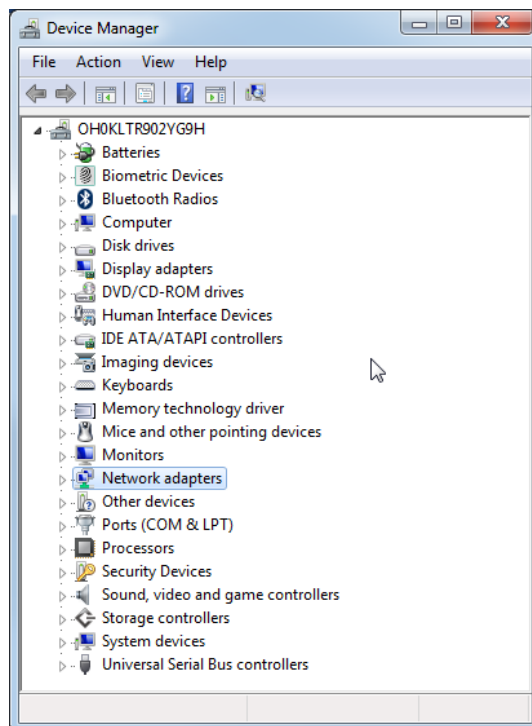 Device Manager
File Action View Help
OH0KLTR902YG9H
Batteries
Biometric Devices
Bluetooth Radios
Computer
Disk drives
Display adapters
DVD/CD-ROM drives
Human Interface Devices
IDE ATA/ATAPI controllers
Imaging devices
Keyboards
Memory technology driver
Mice and other pointing devices
Monitors
Network adapters
Other devices
Ports (COM & LPT)
Processors
Security Devices
Sound, video and game controllers
Storage controllers
System devices
Universal Serial Bus controllers